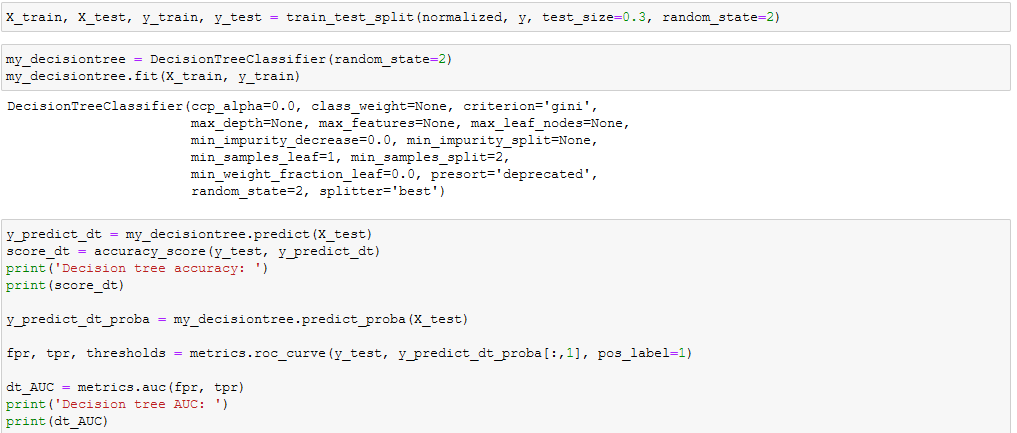 X_train, X_test, y_train, y_test = train_test_split(normalized, y, test_size=0.3, random_state=2)
my_decisiontree = DecisionTreeClassifier(random_state=2)
my_decisiontree.fit(X_train, y_train)
DecisionTreeClassifier(ccp_alpha=0.0, class_weight=None, criterion='gini',
max_depth=None, max_features=None, max_leaf_nodes=None,
min_impurity_decrease=0.0, min_impurity_split=None,
min_samples_leaf=1, min_samples_split=2,
min_weight_fraction_leaf=0.0, presort='deprecated',
random_state=2, splitter='best')
y_predict_dt = my_decisiontree.predict(X_test)
score_dt = accuracy_score(y_test, y_predict_dt)
print('Decision tree accuracy: ')
print(score_dt)
y_predict_dt_proba = my_decisiontree.predict_proba(X_test)
fpr, tpr, thresholds = metrics.roc_curve(y_test, y_predict_dt_proba[:,1], pos_label=1)
dt_AUC = metrics.auc(fpr, tpr)
print('Decision tree AUC: ')
print(dt_AUC)